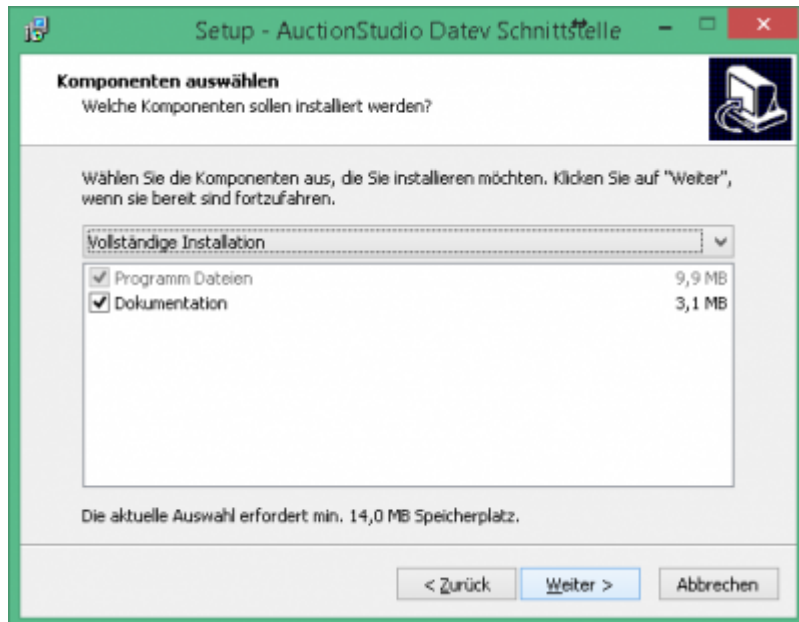 Setup - AuctionStudio Datev Schnittstelle
Komponenten auswählen
Welche Komponenten sollen installiert werden?
Wählen Sie die Komponenten aus, die Sie installieren möchten. Klicken Sie auf "Weiter",
wenn sie bereit sind fortzufahren.
Vollständige Installation
Programm Dateien 9,9 MB
Dokumentation 3,1 MB
Die aktuelle Auswahl erfordert min. 14,0 MB Speicherplatz.
< Zurück Weiter > Abbrechen